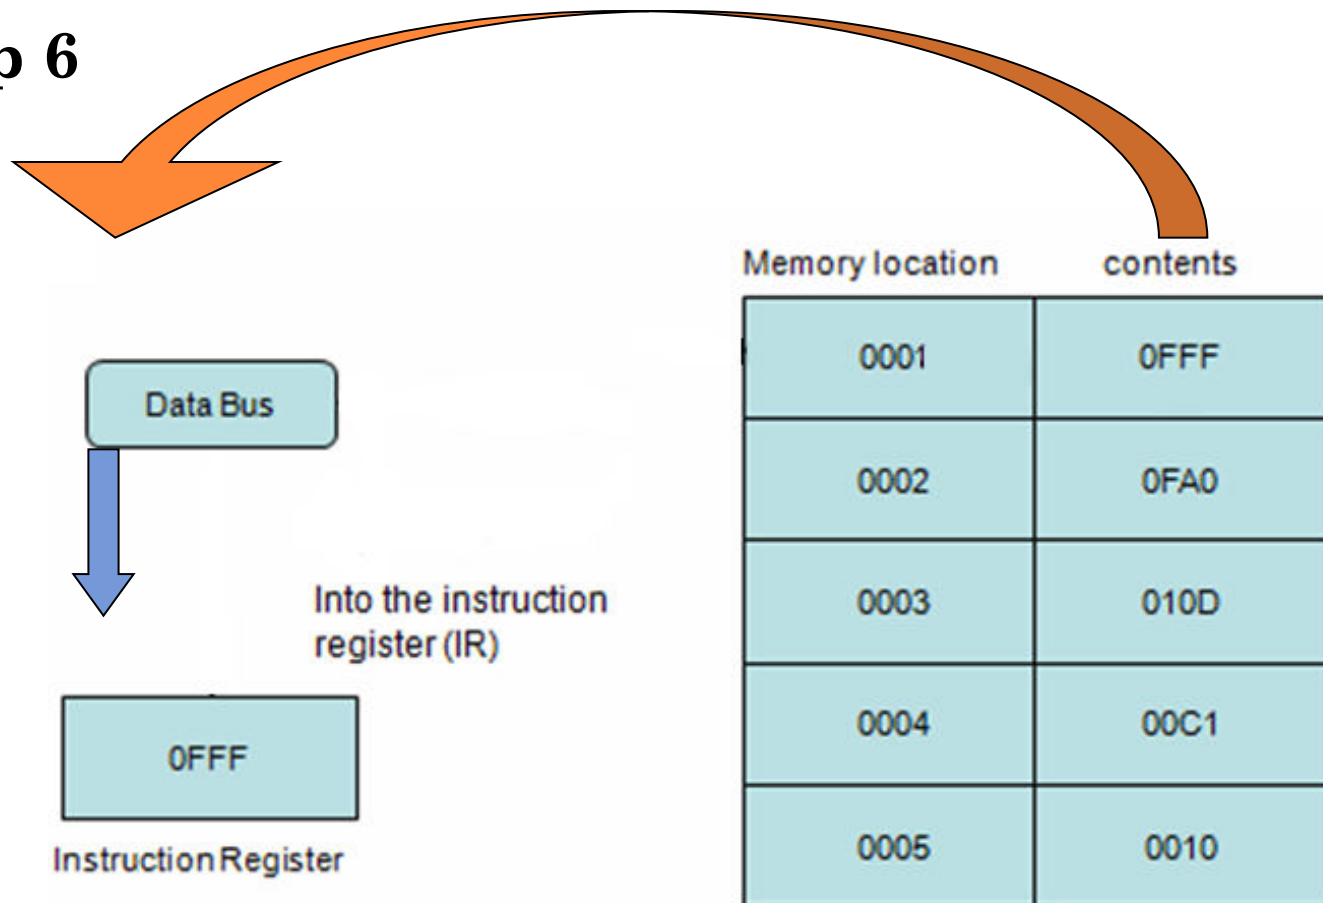 p 6
Memory location contents
0001 0FFF
Data Bus
0002 0FA0
Into the instruction
register (IR)
0003 010D
0004 00C1
0FFF
0005 0010
Instruction Register